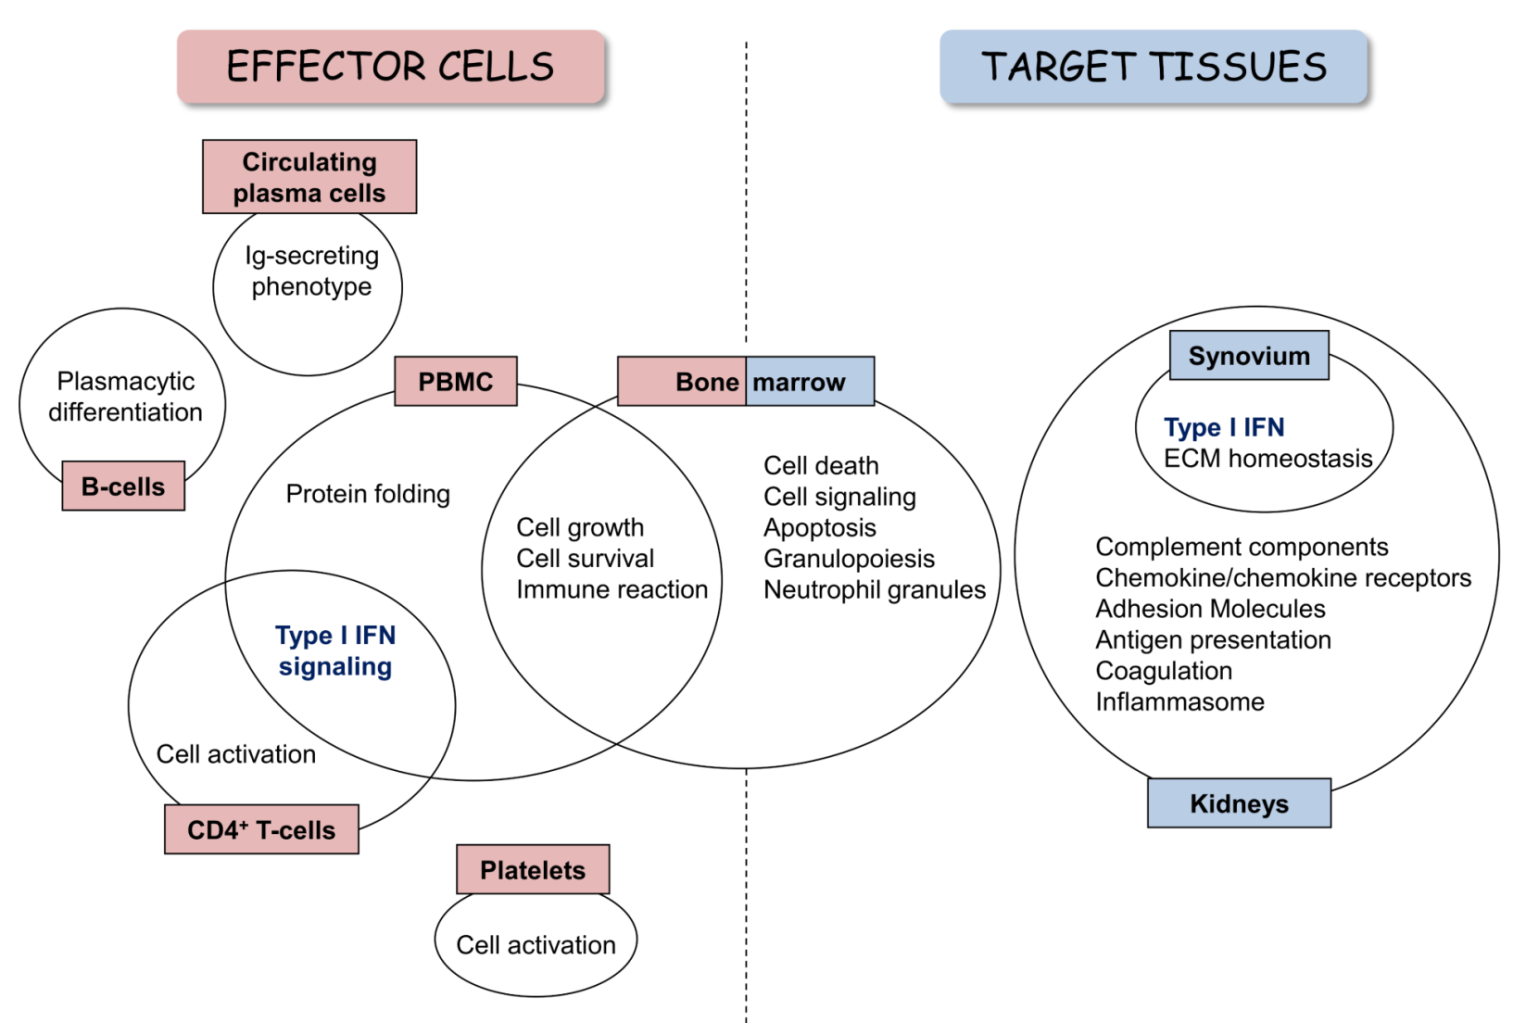 EFFECTOR CELLS
TARGET TISSUES
Circulating
plasma cells
Ig-secreting
phenotype
Plasmacytic
differentiation
B-cells
PBMC
Protein folding
Bone marrow
Cell growth
Cell survival
Immune reaction
Cell death
Cell signaling
Apoptosis
Granulopoiesis
Neutrophil granules
Type I IFN
signaling
Cell activation
CD4⁺ T-cells
Platelets
Cell activation
Synovium
Type I IFN
ECM homeostasis
Complement components
Chemokine/chemokine receptors
Adhesion Molecules
Antigen presentation
Coagulation
Inflammasome
Kidneys